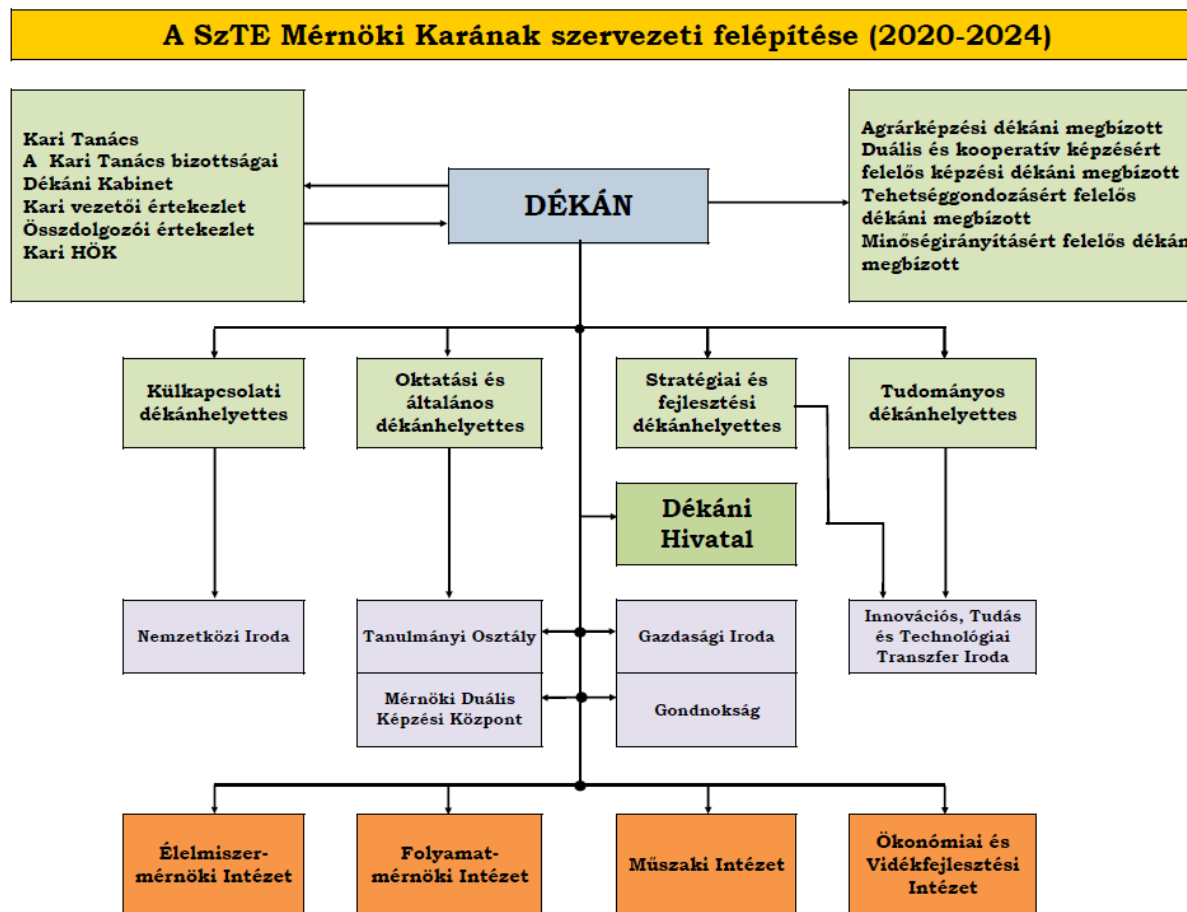 A SzTE Mérnöki Karának szervezeti felépítése (2020-2024)
Kari Tanács
A Kari Tanács bizottságai
Dékáni Kabinet
Kari vezetői értekezlet
Összdolgozói értekezlet
Kari HÖK
DÉKÁN
Agrárképzési dékáni megbízott
Duális és kooperatív képzésért
felelős képzési dékáni megbízott
Tehetséggondozásért felelős
dékáni megbízott
Minőségirányításért felelős dékán
megbízott
Külkapcsolati
dékánhelyettes
Oktatási és
általános
dékánhelyettes
Stratégiai és
fejlesztési
dékánhelyettes
Tudományos
dékánhelyettes
Dékáni
Hivatal
Nemzetközi Iroda
Tanulmányi Osztály
Gazdasági Iroda
Innovációs, Tudás
és Technológiai
Transzfer Iroda
Mérnöki Duális
Képzési Központ
Gondnokság
Élelmiszer-
mérnöki Intézet
Folyamat-
mérnöki Intézet
Műszaki Intézet
Ökonómiai és
Vidékfejlesztési
Intézet